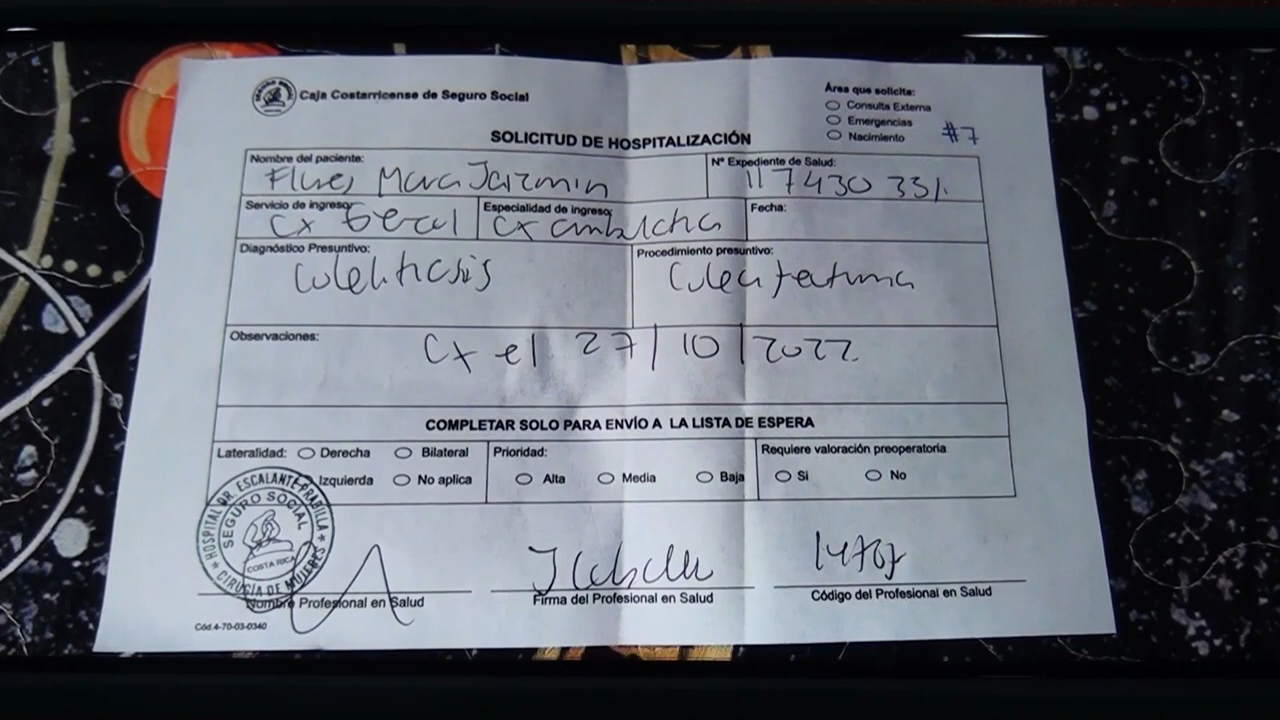 Caja Costarricense de Seguro Social
Área que solicita:
Consulta Externa
Emergencias
Nacimiento
#7
SOLICITUD DE HOSPITALIZACIÓN
Nombre del paciente:
Flores Mora Jazmin
N° Expediente de Salud:
117430331.
Servicio de ingreso:
Cx
Especialidad de ingreso:
Cx
Fecha:
Diagnóstico Presuntivo:
Colelitiasis
Procedimiento presuntivo:
Observaciones:
Cx el 27/10/2022
COMPLETAR SOLO PARA ENVÍO A LA LISTA DE ESPERA
Lateralidad: Derecha Bilateral
Izquierda No aplica
Prioridad:
Alta Media Baja
Requiere valoración preoperatoria
Si No
HOSPITAL DR. ESCALANTE PRADILLA
SEGURO SOCIAL
COSTA RICA
CIRUGÍA DE MUJERES
14767
Nombre Profesional en Salud
Firma del Profesional en Salud
Código del Profesional en Salud
Cód.4-70-03-0340